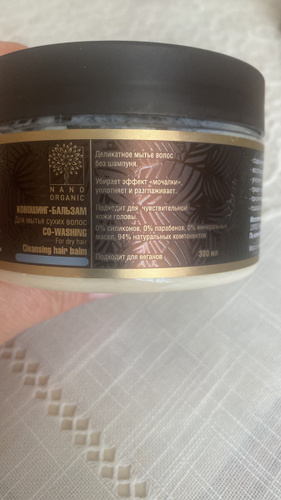 NANO
ORGANIC
КОВОШИНГ-БАЛЬЗАМ
Для мытья сухих волос
CO-WASHING
For dry hair
Cleansing hair balm
Деликатное мытье волос
без шампуня.
Убирает эффект «мочалки»,
уплотняет и разглаживает.
Подходит для чувствительной
кожи головы.
0% силиконов, 0% парабенов, 0% минеральных
масел, 94% натуральных компонентов
Подходит для веганов
300 мл